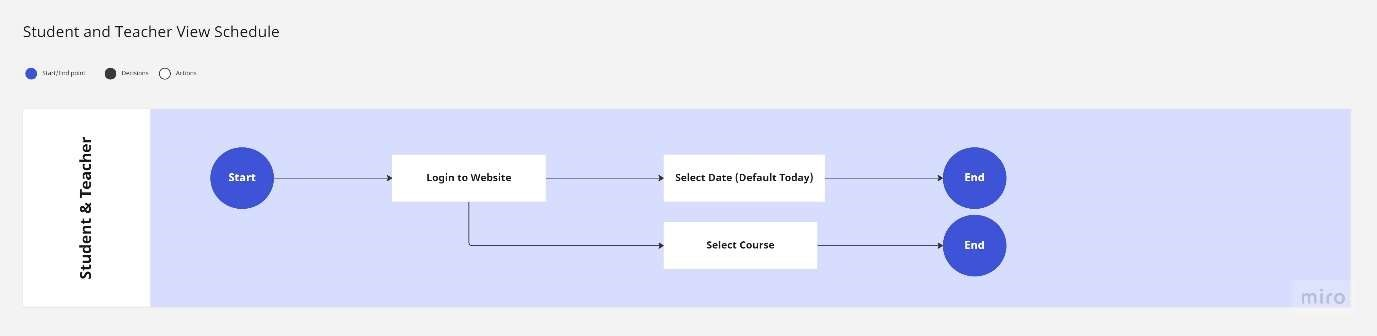 Student and Teacher View Schedule
Start/End point
Decisions
Actions
Student & Teacher
Start
Login to Website
Select Date (Default Today)
End
Select Course
End
miro